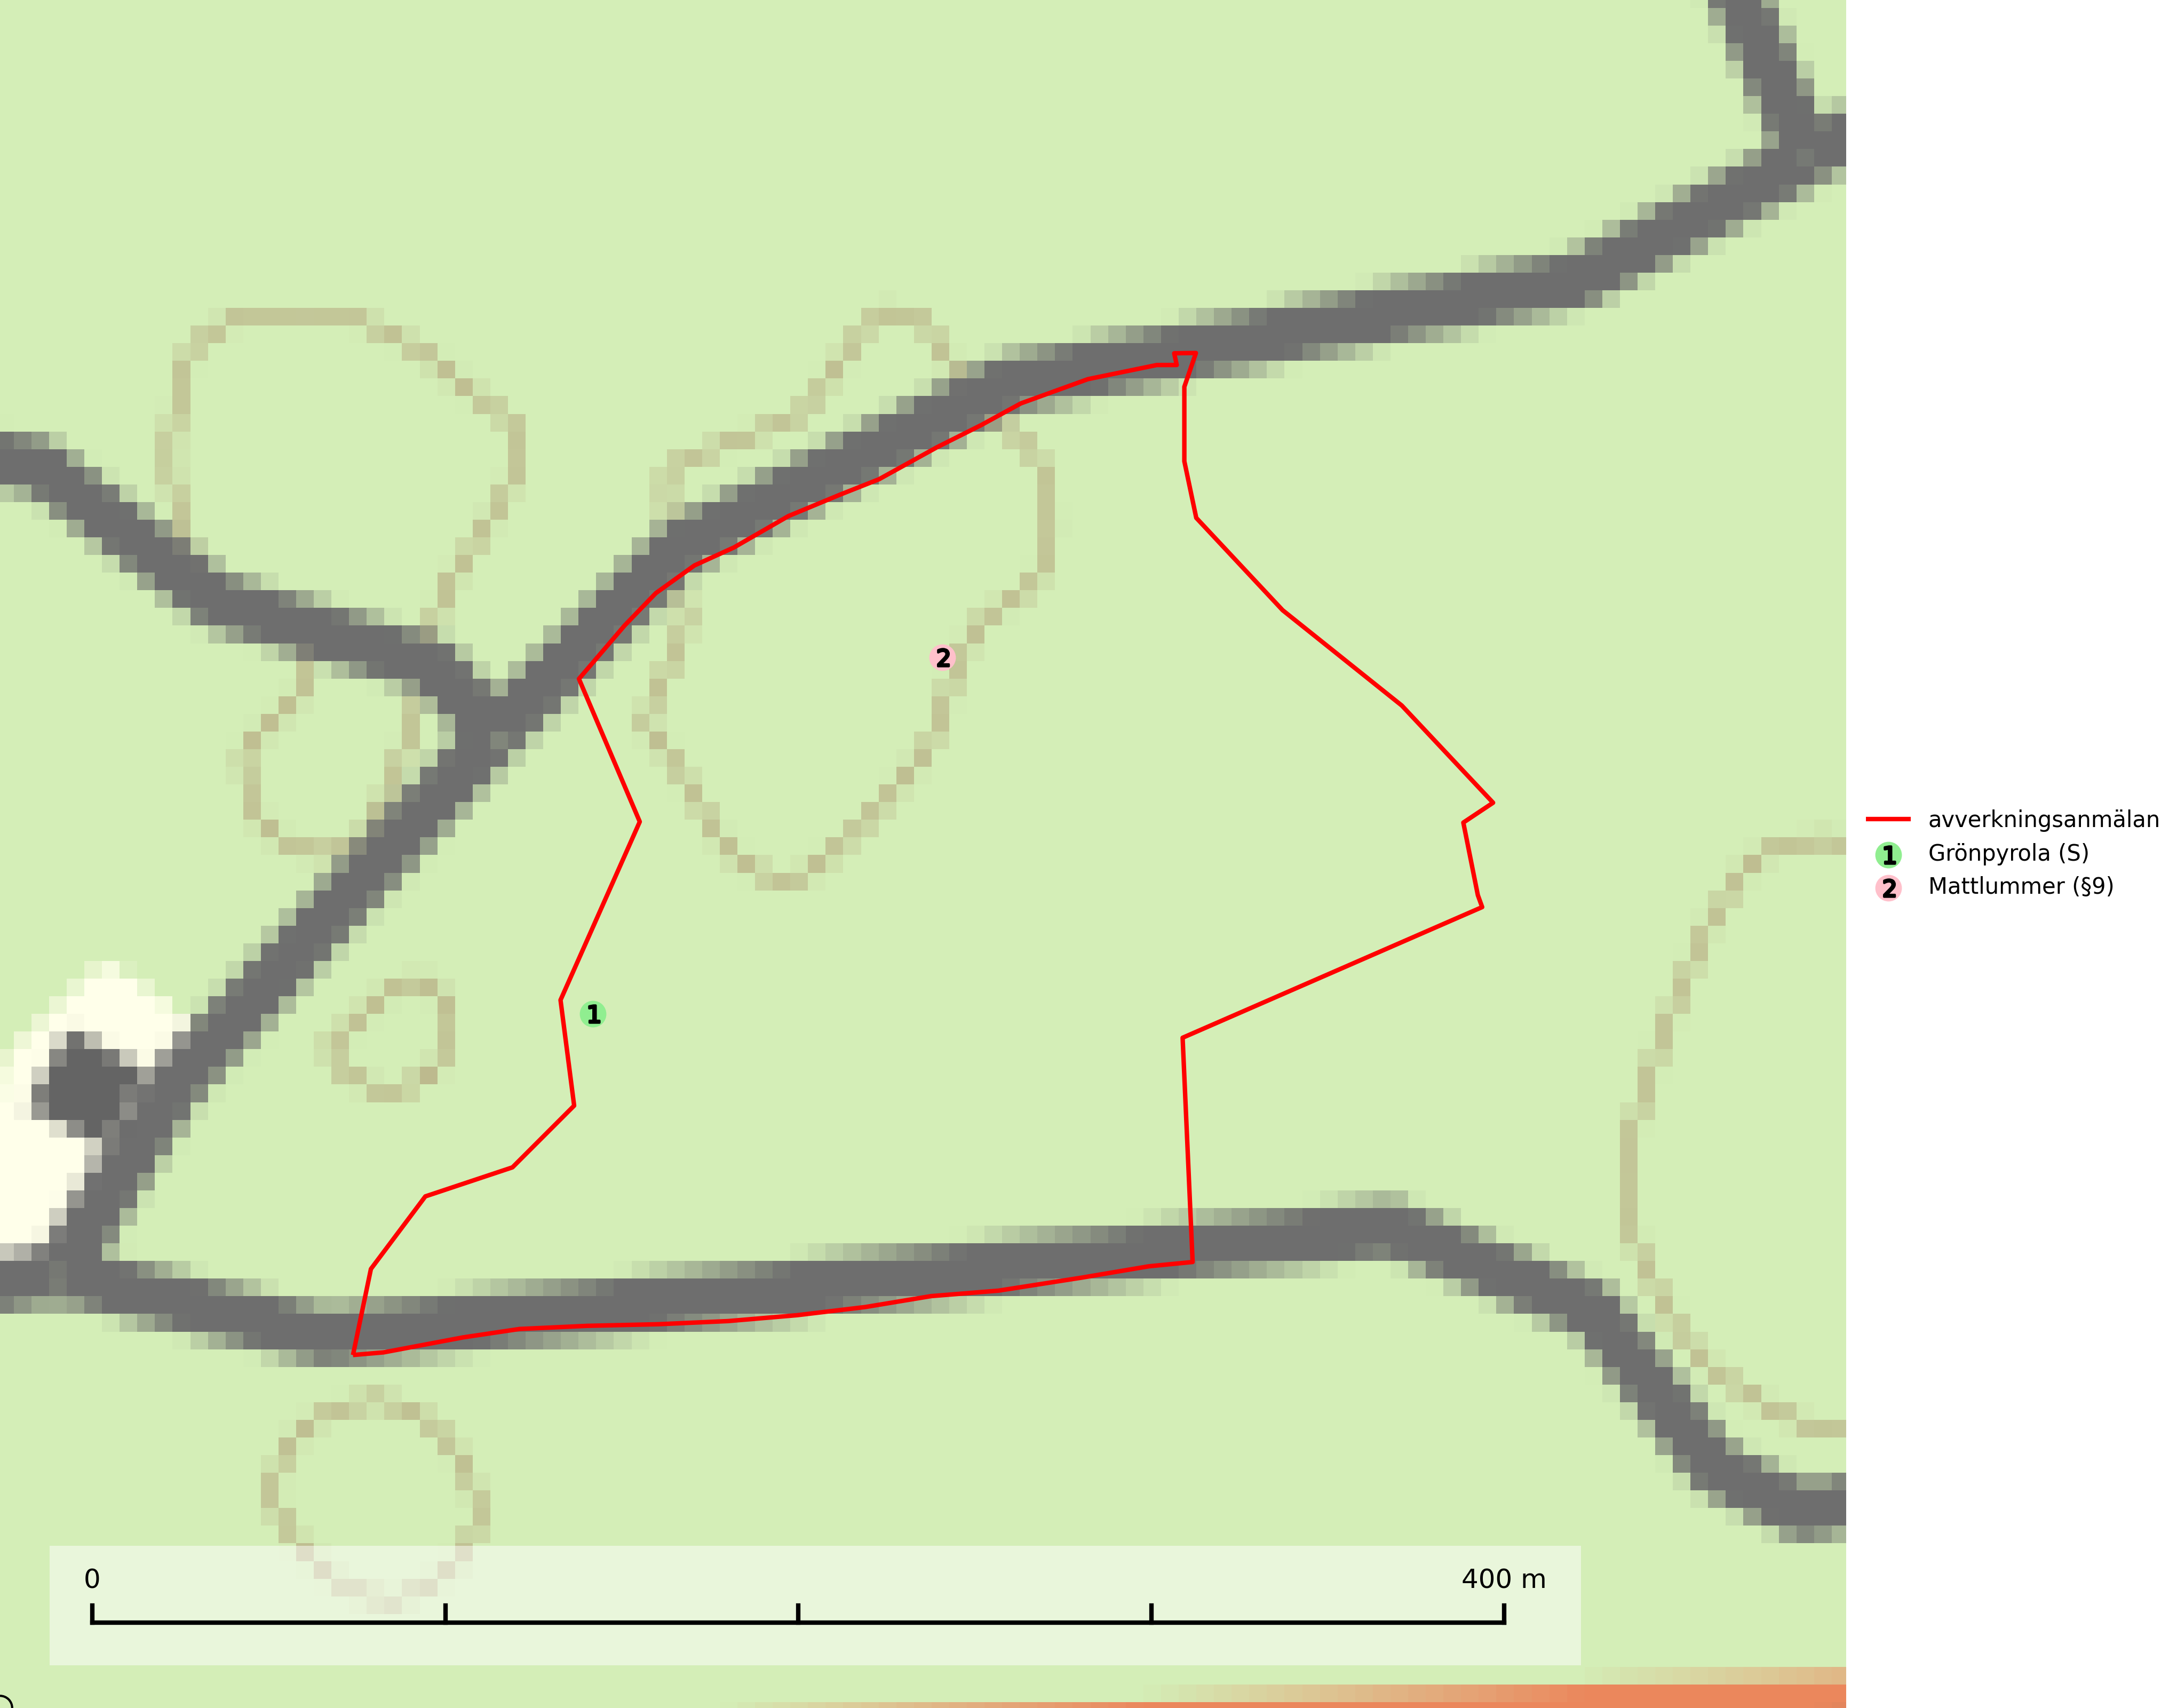 2
1
avverkningsanmälan
1 Grönpyrola (S)
2 Mattlummer (§9)
0 400 m